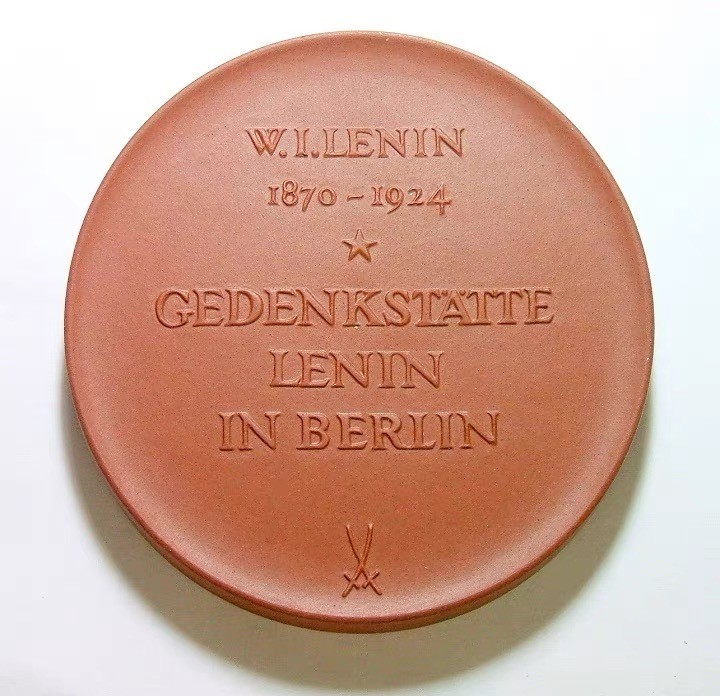 W.I.LENIN
1870 - 1924
GEDENKSTÄTTE
LENIN
IN BERLIN